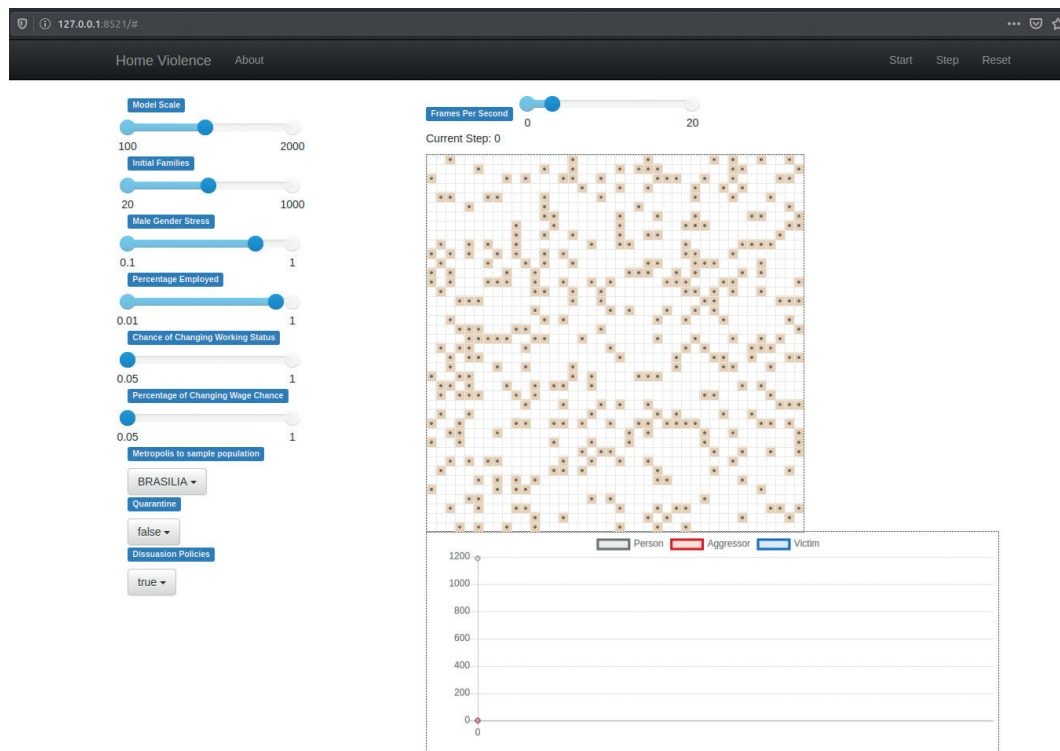 127.0.0.1:8521/#
Home Violence About Start Step Reset
Model Scale
100 2000
Initial Families
20 1000
Male Gender Stress
0.1 1
Percentage Employed
0.01 1
Chance of Changing Working Status
0.05 1
Percentage of Changing Wage Chance
0.05 1
Metropolis to sample population
BRASILIA
Quarantine
false
Dissuasion Policies
true
Frames Per Second
0 20
Current Step: 0
Person Aggressor Victim
1200
1000
800
600
400
200
0
0